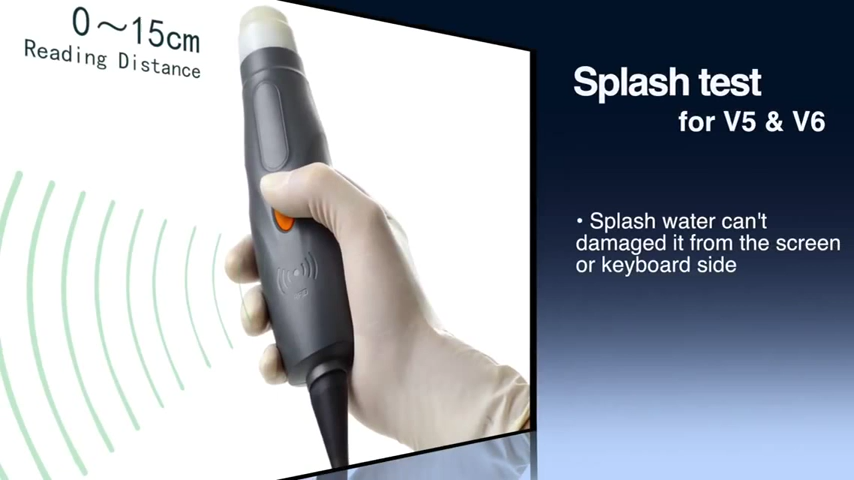 0～15cm
Reading Distance
Splash test
for V5 & V6
• Splash water can't
damaged it from the screen
or keyboard side